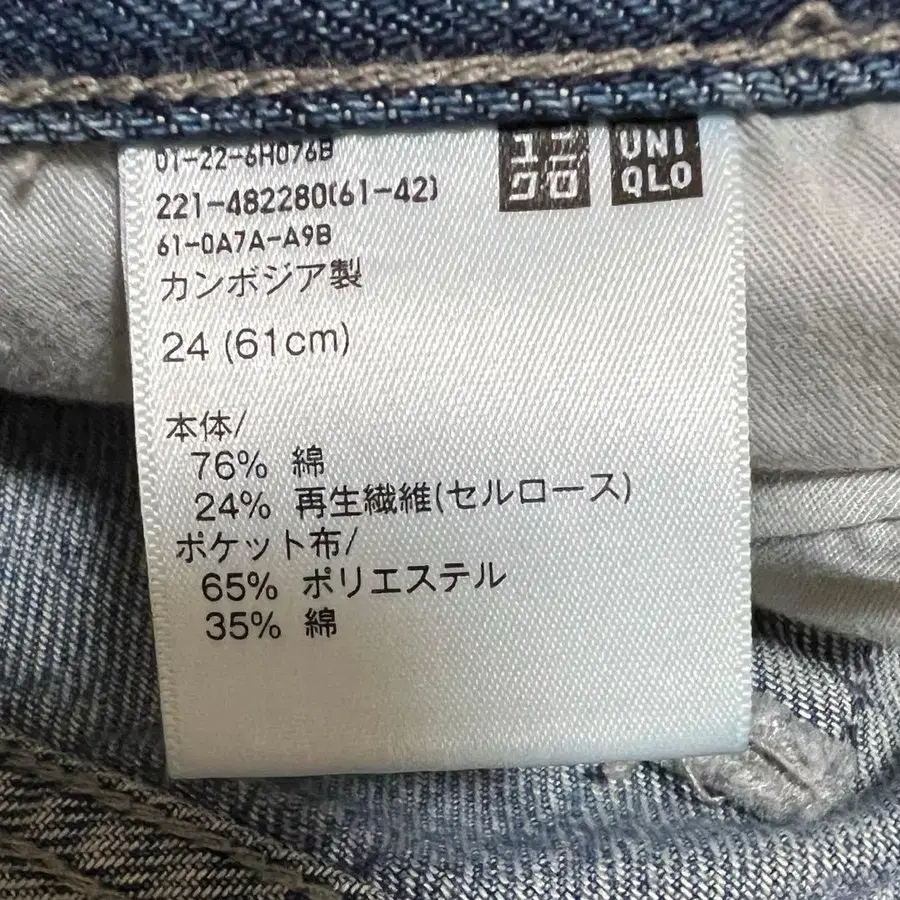 ユニ
クロ
UNI
QLO
01-22-6H076B
221-482280(61-42)
61-0A7A-A9B
カンボジア製
24 (61cm)
本体/
76% 綿
24% 再生繊維(セルロース)
ポケット布/
65% ポリエステル
35% 綿